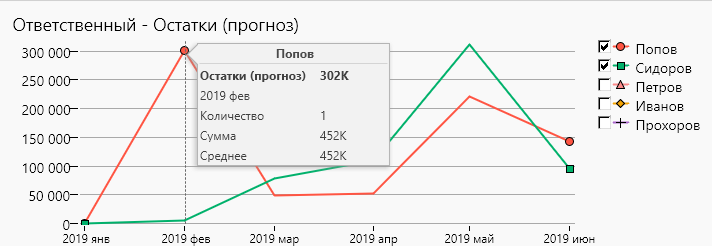 Ответственный - Остатки (прогноз)
300 000
250 000
200 000
150 000
100 000
50 000
0
Попов
Остатки (прогноз) 302K
2019 фев
Количество 1
Сумма 452K
Среднее 452K
Попов
Сидоров
Петров
Иванов
Прохоров
2019 янв 2019 фев 2019 мар 2019 апр 2019 май 2019 июн